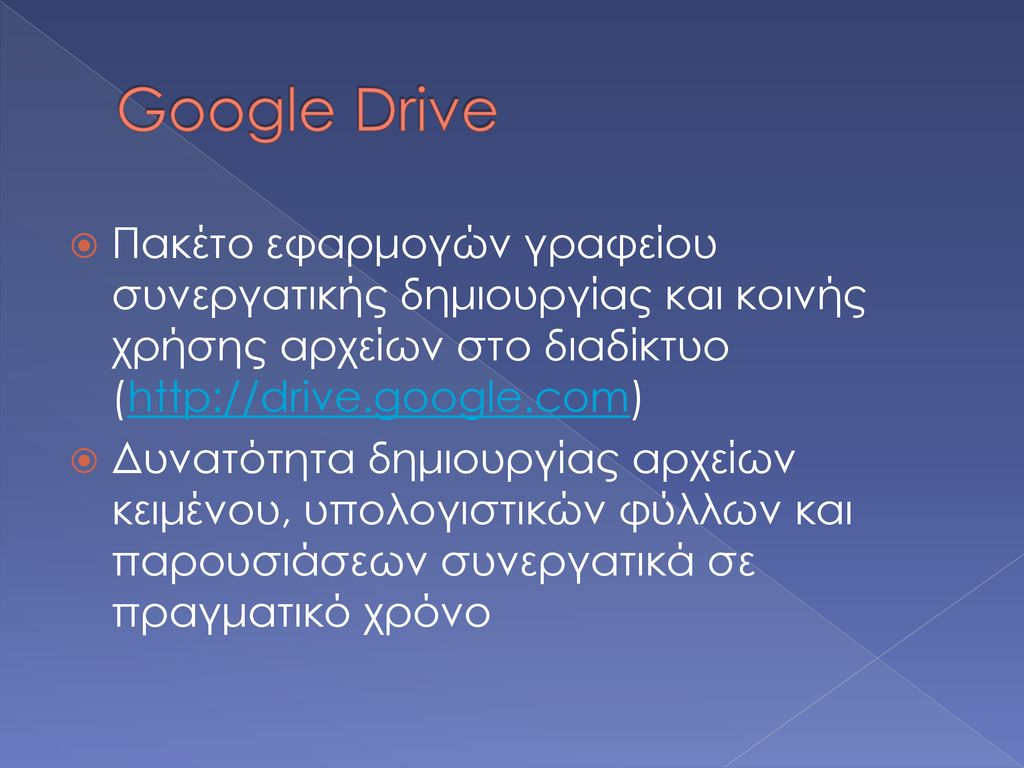 Google Drive
Πακέτο εφαρμογών γραφείου
συνεργατικής δημιουργίας και κοινής
χρήσης αρχείων στο διαδίκτυο
(http://drive.google.com)
Δυνατότητα δημιουργίας αρχείων
κειμένου, υπολογιστικών φύλλων και
παρουσιάσεων συνεργατικά σε
πραγματικό χρόνο